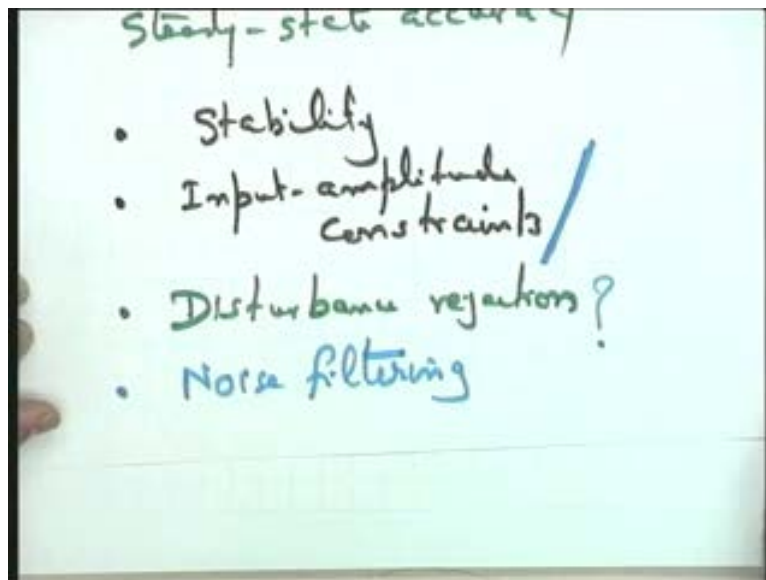 Steady-state accuracy
• Stability
• Input-amplitude
constraints
• Disturbance rejection?
• Noise filtering